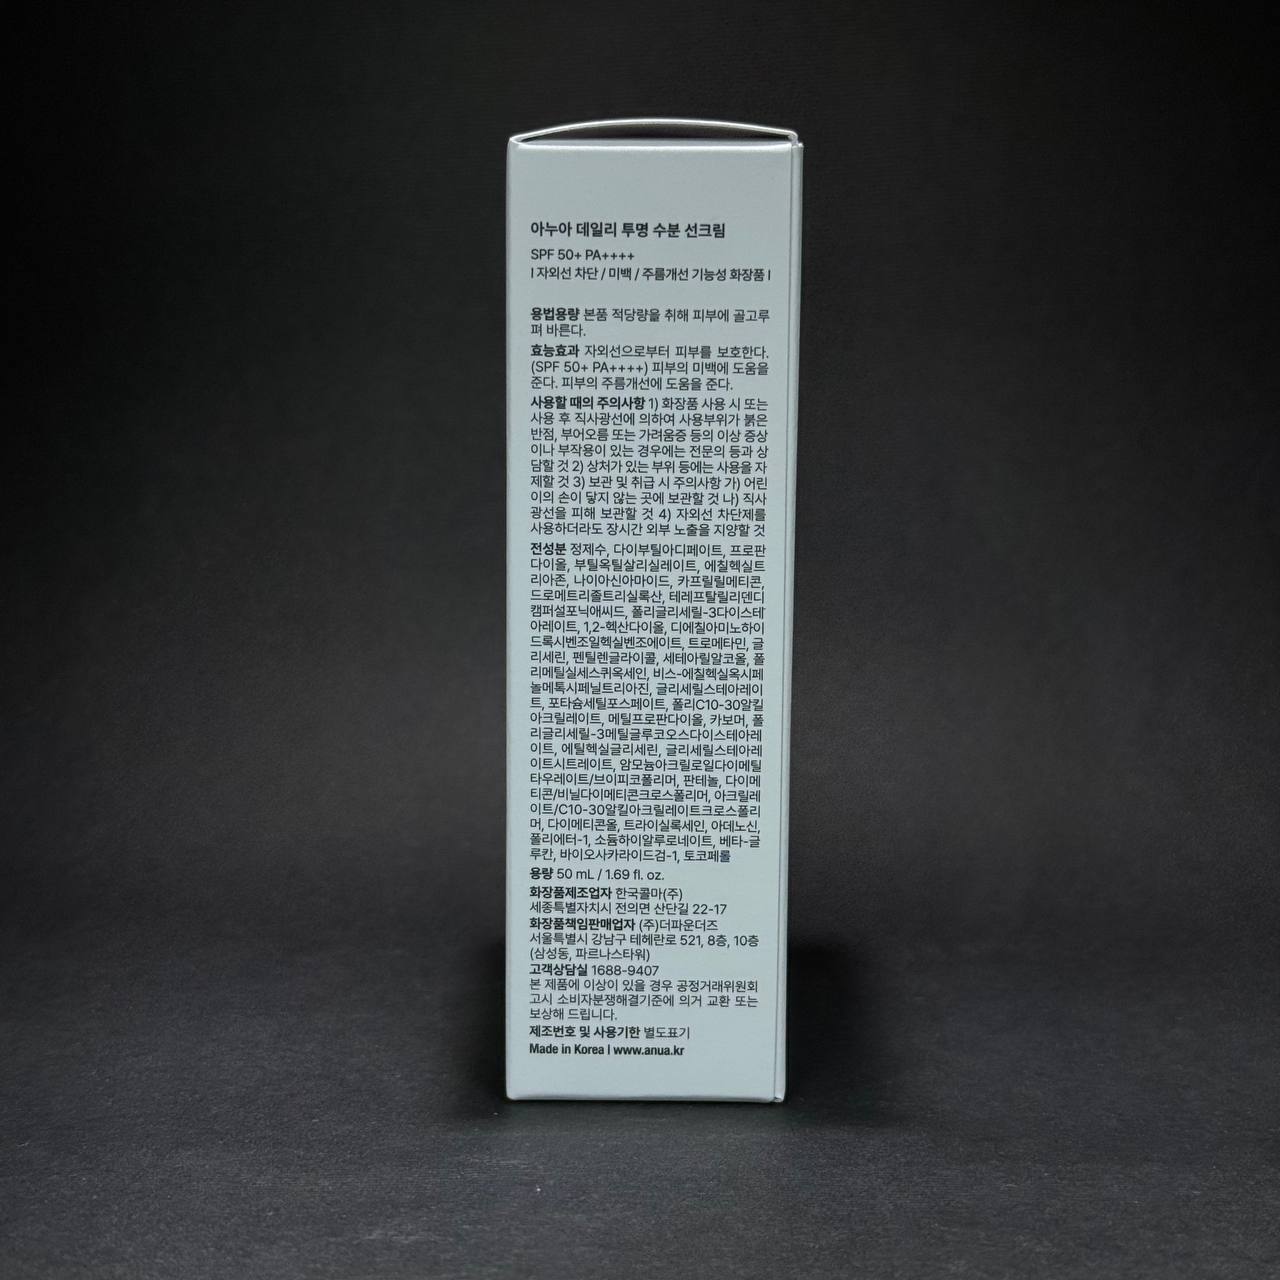 아누아 데일리 투명 수분 선크림
SPF 50+ PA++++
| 자외선 차단 / 미백 / 주름개선 기능성 화장품 |
용법용량 본품 적당량을 취해 피부에 골고루
펴 바른다.
효능효과 자외선으로부터 피부를 보호한다.
(SPF 50+ PA++++) 피부의 미백에 도움을
준다. 피부의 주름개선에 도움을 준다.
사용할 때의 주의사항 1) 화장품 사용 시 또는
사용 후 직사광선에 의하여 사용부위가 붉은
반점, 부어오름 또는 가려움증 등의 이상 증상
이나 부작용이 있는 경우에는 전문의 등과 상
담할 것 2) 상처가 있는 부위 등에는 사용을 자
제할 것 3) 보관 및 취급 시 주의사항 가) 어린
이의 손이 닿지 않는 곳에 보관할 것 나) 직사
광선을 피해 보관할 것 4) 자외선 차단제를
사용하더라도 장시간 외부 노출을 지양할 것
전성분 정제수, 다이부틸아디페이트, 프로판
다이올, 부틸옥틸살리실레이트, 에칠헥실트
리아존, 나이아신아마이드, 카프릴릴메티콘,
드로메트리졸트리실록산, 테레프탈릴리덴디
캠퍼설포닉애씨드, 폴리글리세릴-3다이스테
아레이트, 1,2-헥산다이올, 디에칠아미노하이
드록시벤조일헥실벤조에이트, 트로메타민, 글
리세린, 펜틸렌글라이콜, 세테아릴알코올, 폴
리메틸실세스퀴옥세인, 비스-에칠헥실옥시페
놀메톡시페닐트리아진, 글리세릴스테아레이
트, 포타슘세틸포스페이트, 폴리C10-30알킬
아크릴레이트, 메틸프로판다이올, 카보머, 폴
리글리세릴-3메틸글루코오스다이스테아레
이트, 에틸헥실글리세린, 글리세릴스테아레
이트시트레이트, 암모늄아크릴로일다이메틸
타우레이트/브이피코폴리머, 판테놀, 다이메
티콘/비닐다이메티콘크로스폴리머, 아크릴레
이트/C10-30알킬아크릴레이트크로스폴리
머, 다이메티콘올, 트라이실록세인, 아데노신,
폴리에터-1, 소듐하이알루로네이트, 베타-글
루칸, 바이오사카라이드검-1, 토코페롤
용량 50 mL / 1.69 fl. oz.
화장품제조업자 한국콜마(주)
세종특별자치시 전의면 산단길 22-17
화장품책임판매업자 (주)더파운더즈
서울특별시 강남구 테헤란로 521, 8층, 10층
(삼성동, 파르나스타워)
고객상담실 1688-9407
본 제품에 이상이 있을 경우 공정거래위원회
고시 소비자분쟁해결기준에 의거 교환 또는
보상해 드립니다.
제조번호 및 사용기한 별도표기
Made in Korea | www.anua.kr